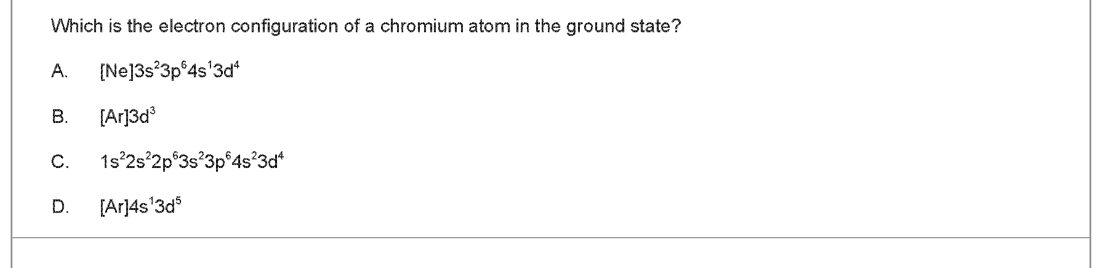 Which is the electron configuration of a chromium atom in the ground state?
A. [Ne]3s²3p⁶4s¹3d⁴
B. [Ar]3d³
C. 1s²2s²2p⁶3s²3p⁶4s²3d⁴
D. [Ar]4s¹3d⁵